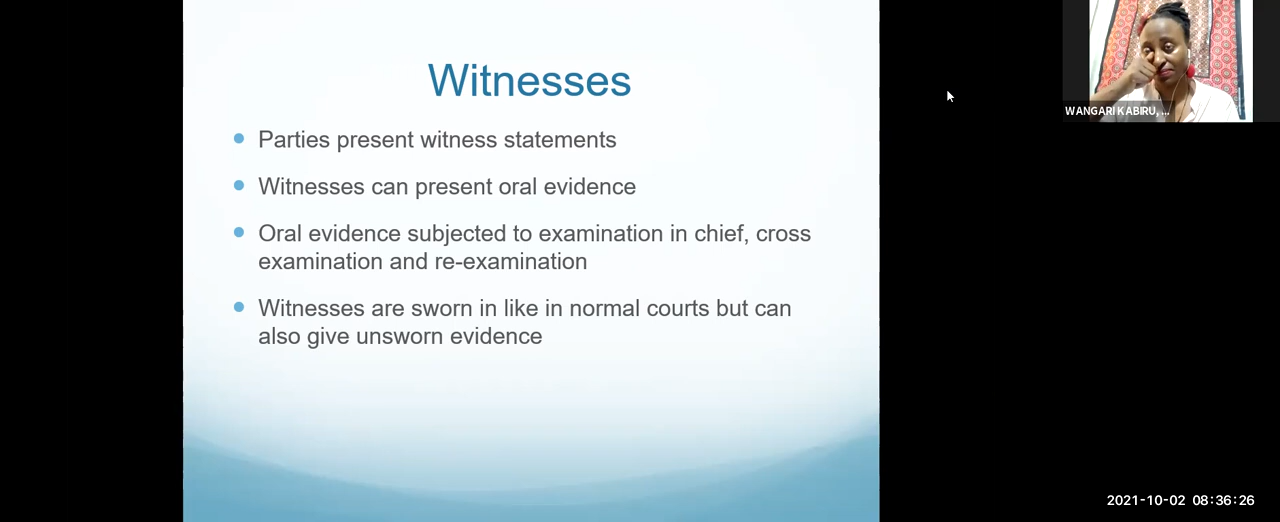 Witnesses
Parties present witness statements
Witnesses can present oral evidence
Oral evidence subjected to examination in chief, cross
examination and re-examination
Witnesses are sworn in like in normal courts but can
also give unsworn evidence
WANGARI KABIRU, ...
2021-10-02 08:36:26